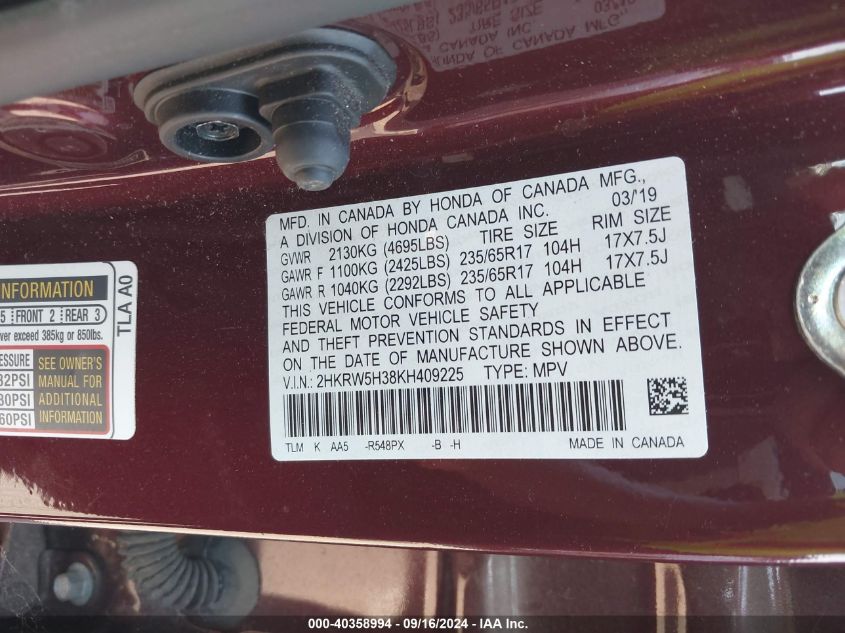 MFD. IN CANADA BY HONDA OF CANADA MFG.,
A DIVISION OF HONDA CANADA INC. 03/'19
GVWR 2130KG (4695LBS) TIRE SIZE RIM SIZE
GAWR F 1100KG (2425LBS) 235/65R17 104H 17X7.5J
GAWR R 1040KG (2292LBS) 235/65R17 104H 17X7.5J
THIS VEHICLE CONFORMS TO ALL APPLICABLE
FEDERAL MOTOR VEHICLE SAFETY
AND THEFT PREVENTION STANDARDS IN EFFECT
ON THE DATE OF MANUFACTURE SHOWN ABOVE.
V.I.N.: 2HKRW5H38KH409225 TYPE: MPV
TLM K AA5 -R548PX -B -H MADE IN CANADA
INFORMATION
5 FRONT 2 REAR 3
exceed 385kg or 850lbs.
TLA A0
SEE OWNER'S
MANUAL FOR
ADDITIONAL
INFORMATION
60PSI
000-40358994 - 09/16/2024 - IAA Inc.